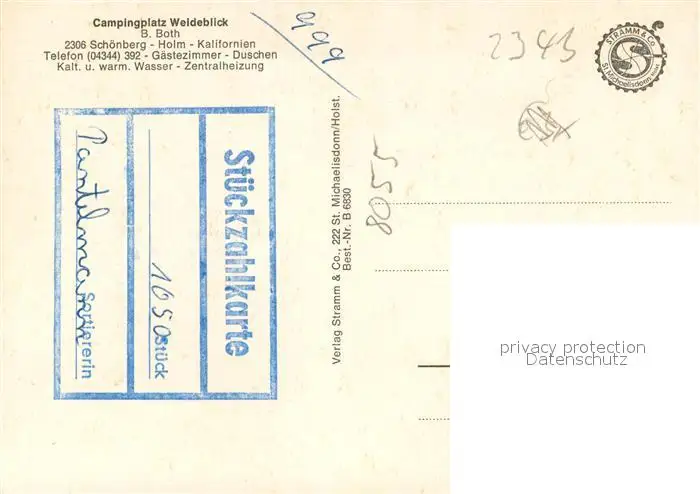 Campingplatz Weideblick
B. Both
2306 Schönberg - Holm - Kalifornien
Telefon (04344) 392 - Gästezimmer - Duschen
Kalt. u. warm. Wasser - Zentralheizung
999
2343
STRAMM & CO.
St. Michaelisdonn
8055
Stückzahlkarte
1050 Stück
Pantelmann
Sortiererin
Verlag Stramm & Co., 222 St. Michaelisdonn/Holst.
Best.-Nr. B 6830
privacy protection
Datenschutz